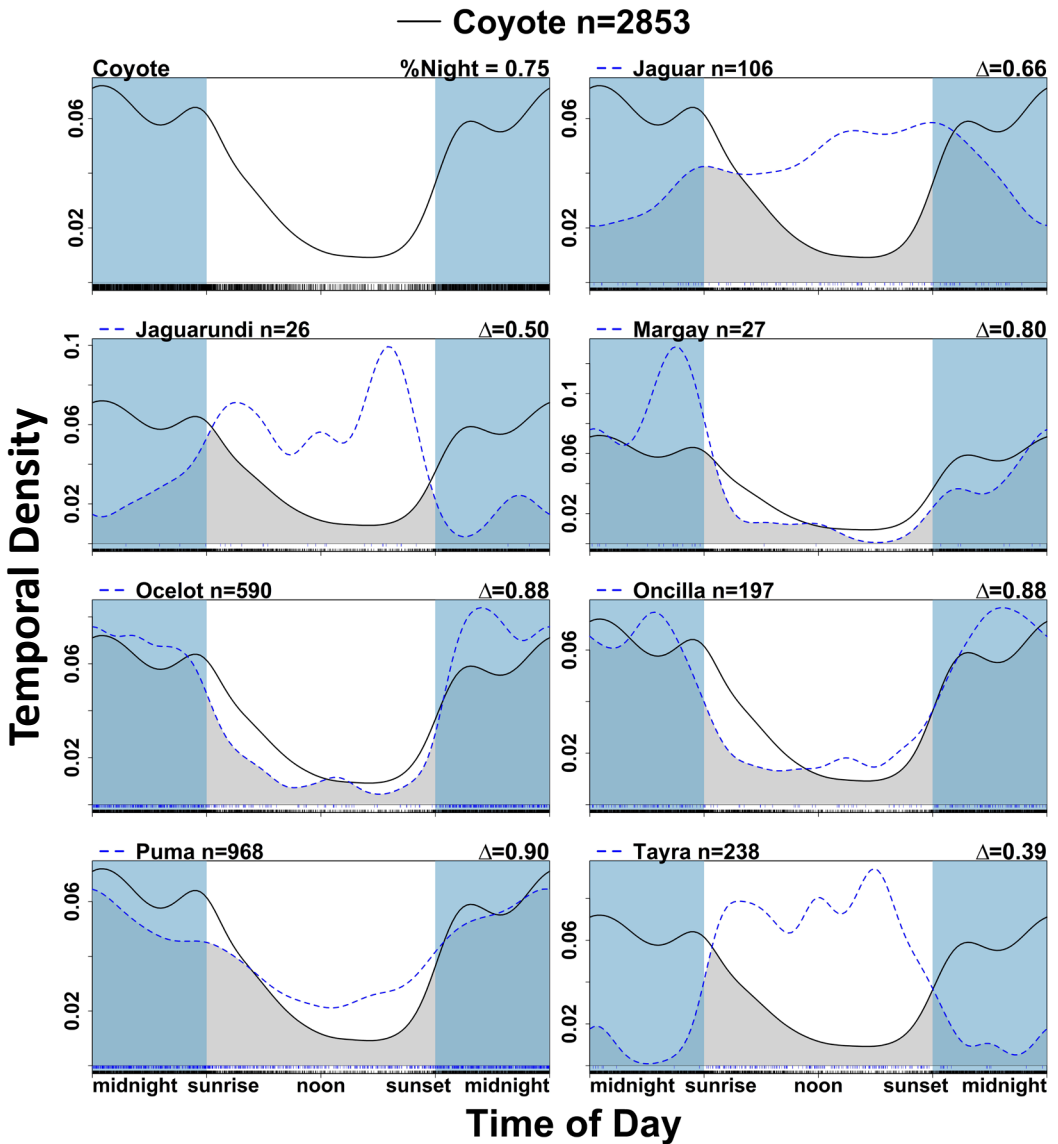 Coyote n=2853
Coyote %Night = 0.75
0.06
0.02
Jaguar n=106 Δ=0.66
0.06
0.02
Jaguarundi n=26 Δ=0.50
0.1
0.06
0.02
Margay n=27 Δ=0.80
0.1
0.06
0.02
Temporal Density
Ocelot n=590 Δ=0.88
0.06
0.02
Oncilla n=197 Δ=0.88
0.06
0.02
Puma n=968 Δ=0.90
0.06
0.02
Tayra n=238 Δ=0.39
0.06
0.02
midnight sunrise noon sunset midnight
midnight sunrise noon sunset midnight
Time of Day